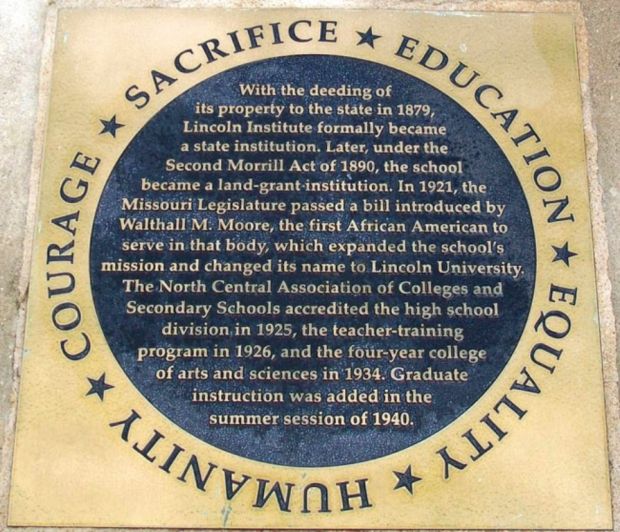 SACRIFICE ★ EDUCATION ★ EQUALITY ★ HUMANITY ★ COURAGE ★
With the deeding of
its property to the state in 1879,
Lincoln Institute formally became
a state institution. Later, under the
Second Morrill Act of 1890, the school
became a land-grant institution. In 1921, the
Missouri Legislature passed a bill introduced by
Walthall M. Moore, the first African American to
serve in that body, which expanded the school's
mission and changed its name to Lincoln University.
The North Central Association of Colleges and
Secondary Schools accredited the high school
division in 1925, the teacher-training
program in 1926, and the four-year college
of arts and sciences in 1934. Graduate
instruction was added in the
summer session of 1940.